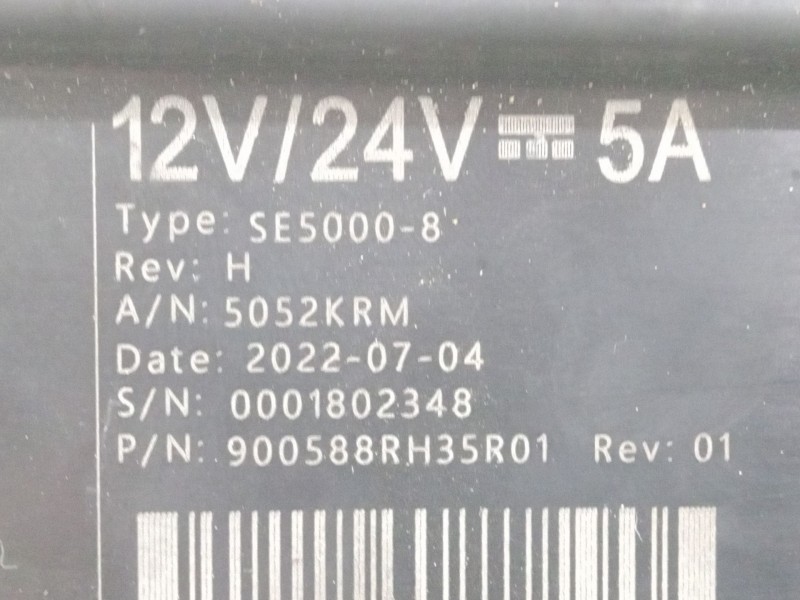 12V/24V ⎓ 5A
Type: SE5000-8
Rev: H
A/N: 5052KRM
Date: 2022-07-04
S/N: 0001802348
P/N: 900588RH35R01 Rev: 01